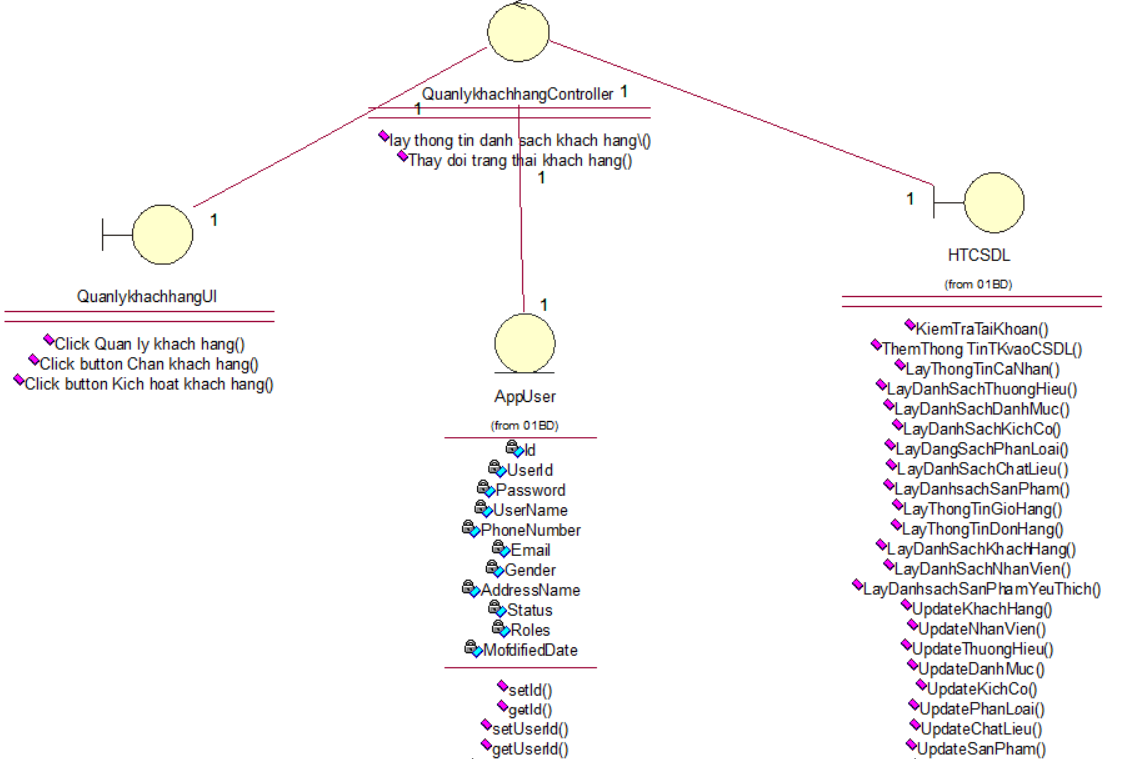 QuanlykhachhangController 1
1
lay thong tin danh sach khach hang\()
Thay doi trang thai khach hang()
1
1
QuanlykhachhangUI
Click Quan ly khach hang()
Click button Chan khach hang()
Click button Kich hoat khach hang()
1
AppUser
(from 01BD)
Id
UserId
Password
UserName
PhoneNumber
Email
Gender
AddressName
Status
Roles
MofdifiedDate
setId()
getId()
setUserId()
getUserId()
1
HTCSDL
(from 01BD)
KiemTraTaiKhoan()
ThemThong TinTKvaoCSDL()
LayThongTinCaNhan()
LayDanhSachThuongHieu()
LayDanhSachDanhMuc()
LayDanhSachKichCo()
LayDangSachPhanLoai()
LayDanhSachChatLieu()
LayDanhsachSanPham()
LayThongTinGioHang()
LayThongTinDonHang()
LayDanhSachKhachHang()
LayDanhSachNhanVien()
LayDanhsachSanPhamYeuThich()
UpdateKhachHang()
UpdateNhanVien()
UpdateThuongHieu()
UpdateDanhMuc()
UpdateKichCo()
UpdatePhanLoai()
UpdateChatLieu()
UpdateSanPham()